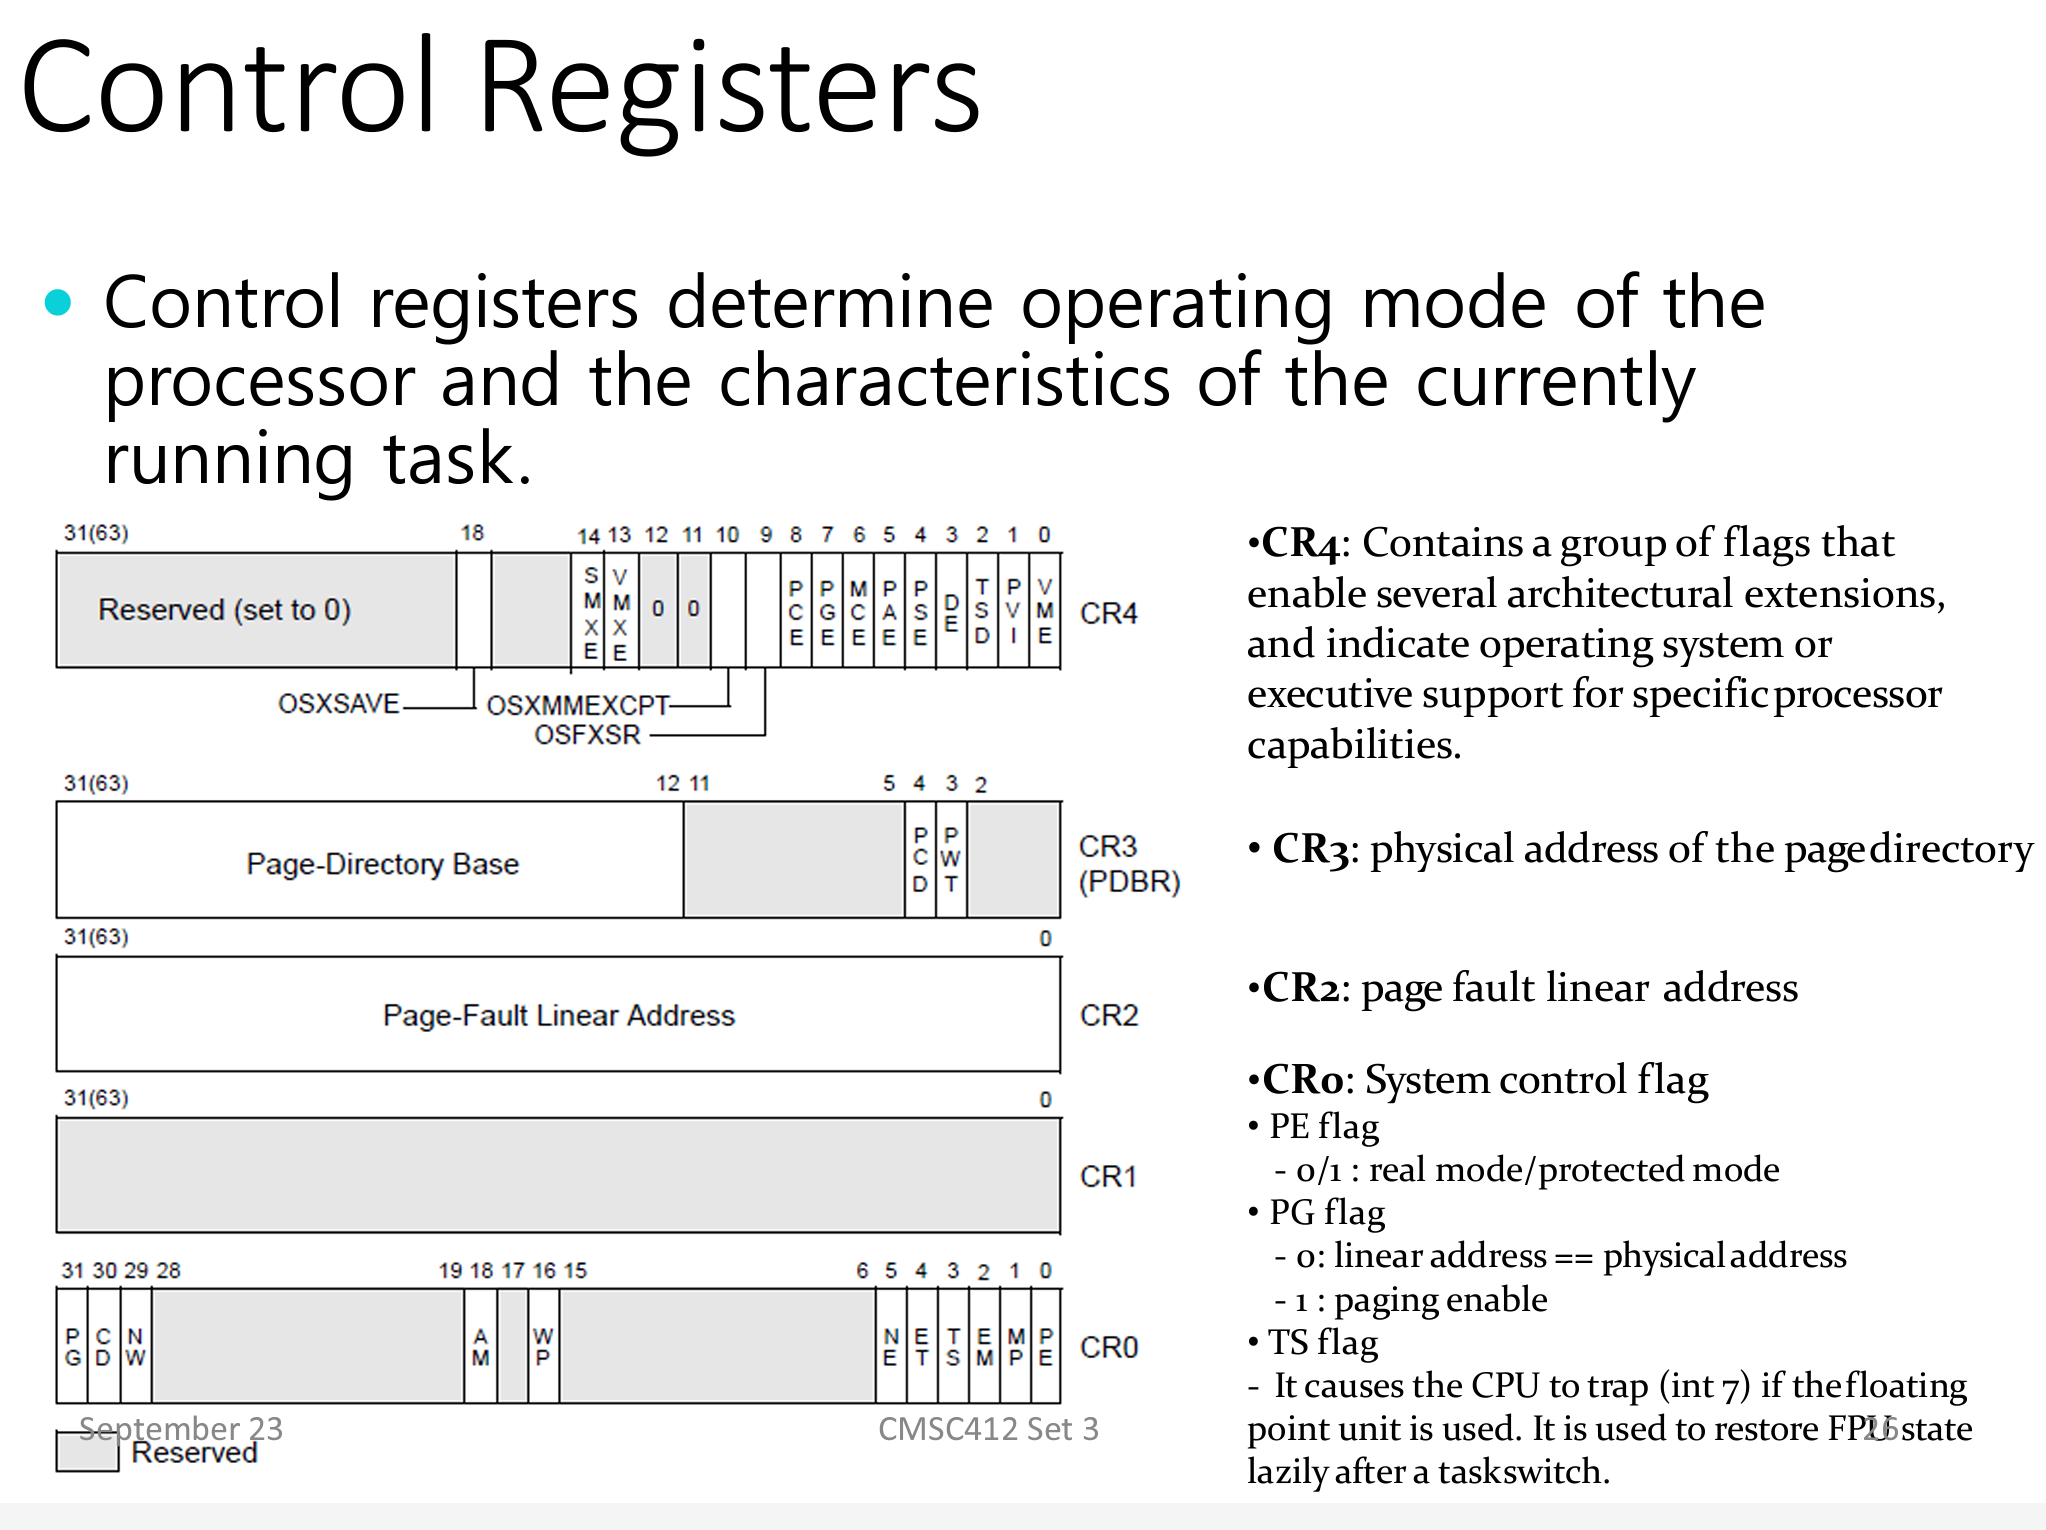 Control Registers
• Control registers determine operating mode of the
processor and the characteristics of the currently
running task.
31(63) 18 14 13 12 11 10 9 8 7 6 5 4 3 2 1 0
Reserved (set to 0) SMXE VMXE 0 0 PCE PGE MCE PAE PSE DE TSD PVI VME CR4
OSXSAVE OSXMMEXCPT
OSFXSR
31(63) 12 11 5 4 3 2
Page-Directory Base PCD PWT CR3
(PDBR)
31(63) 0
Page-Fault Linear Address CR2
31(63) 0
CR1
31 30 29 28 19 18 17 16 15 6 5 4 3 2 1 0
PG CD NW AM WP NE ET TS EM MP PE CR0
Reserved
•CR4: Contains a group of flags that
enable several architectural extensions,
and indicate operating system or
executive support for specific processor
capabilities.
• CR3: physical address of the page directory
•CR2: page fault linear address
•CR0: System control flag
• PE flag
- 0/1 : real mode/protected mode
• PG flag
- 0: linear address == physical address
- 1 : paging enable
• TS flag
- It causes the CPU to trap (int 7) if the floating
point unit is used. It is used to restore FPU state
lazily after a taskswitch.
September 23
CMSC412 Set 3
26